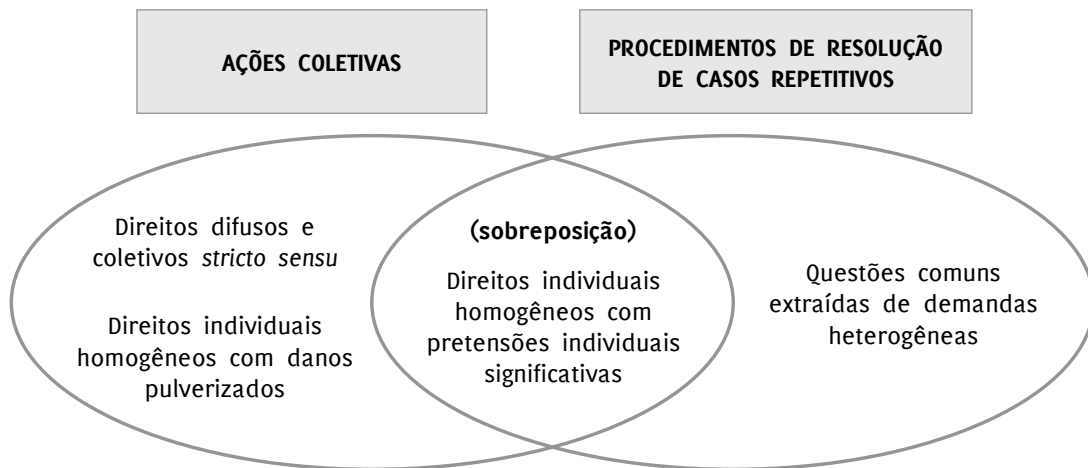 AÇÕES COLETIVAS
PROCEDIMENTOS DE RESOLUÇÃO
DE CASOS REPETITIVOS
Direitos difusos e
coletivos stricto sensu
Direitos individuais
homogêneos com danos
pulverizados
(sobreposição)
Direitos individuais
homogêneos com
pretensões individuais
significativas
Questões comuns
extraídas de demandas
heterogêneas